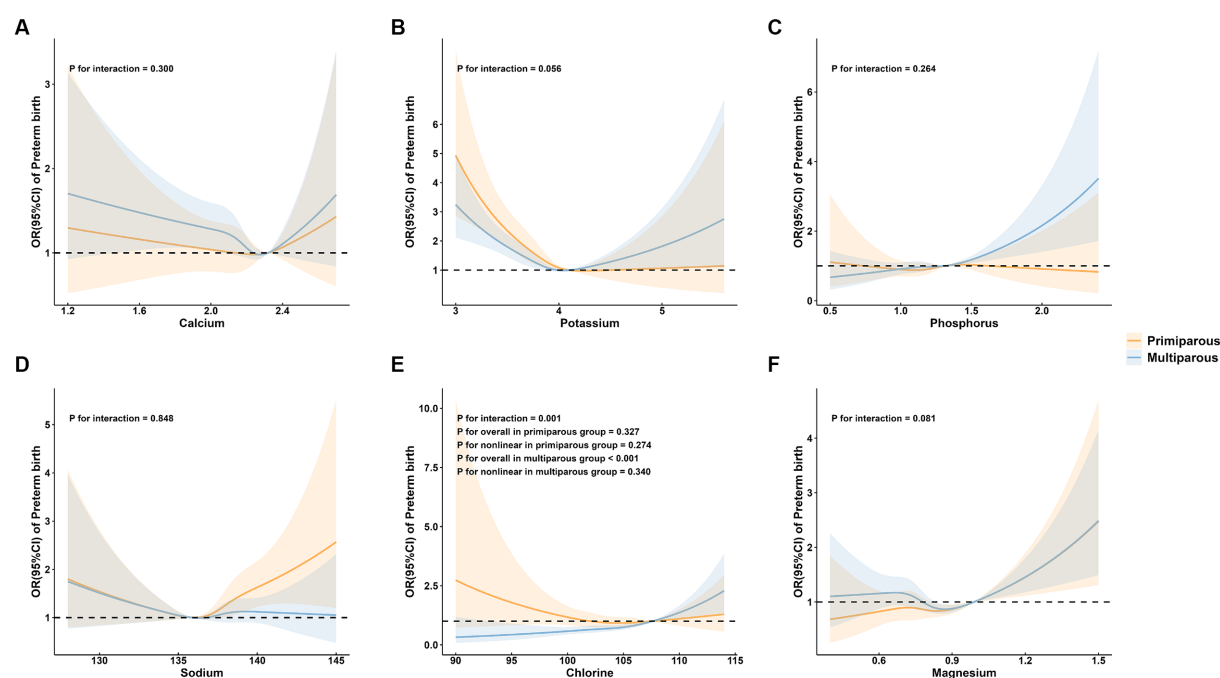 A
OR(95%CI) of Preterm birth
P for interaction = 0.300
3
2
1
1.2 1.6 2.0 2.4
Calcium
B
OR(95%CI) of Preterm birth
P for interaction = 0.056
6
5
4
3
2
1
3 4 5
Potassium
C
OR(95%CI) of Preterm birth
P for interaction = 0.264
6
4
2
1
0
0.5 1.0 1.5 2.0
Phosphorus
Primiparous
Multiparous
D
OR(95%CI) of Preterm birth
P for interaction = 0.848
5
4
3
2
1
130 135 140 145
Sodium
E
OR(95%CI) of Preterm birth
P for interaction = 0.001
P for overall in primiparous group = 0.327
P for nonlinear in primiparous group = 0.274
P for overall in multiparous group < 0.001
P for nonlinear in multiparous group = 0.340
10.0
7.5
5.0
2.5
1
0.0
90 95 100 105 110 115
Chlorine
F
OR(95%CI) of Preterm birth
P for interaction = 0.081
4
3
2
1
0.6 0.9 1.2 1.5
Magnesium